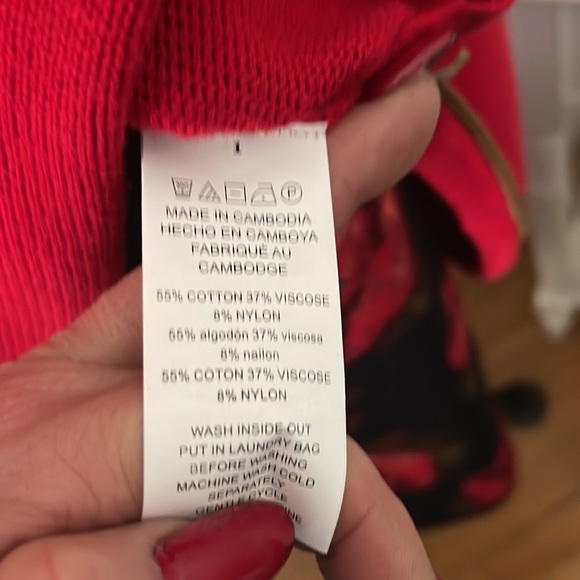 MADE IN CAMBODIA
HECHO EN CAMBOYA
FABRIQUÉ AU
CAMBODGE
55% COTTON 37% VISCOSE
8% NYLON
55% algodón 37% viscosa
8% nailon
55% COTON 37% VISCOSE
8% NYLON
WASH INSIDE OUT
PUT IN LAUNDRY BAG
BEFORE WASHING
MACHINE WASH COLD
SEPARATELY
GENTLE CYCLE